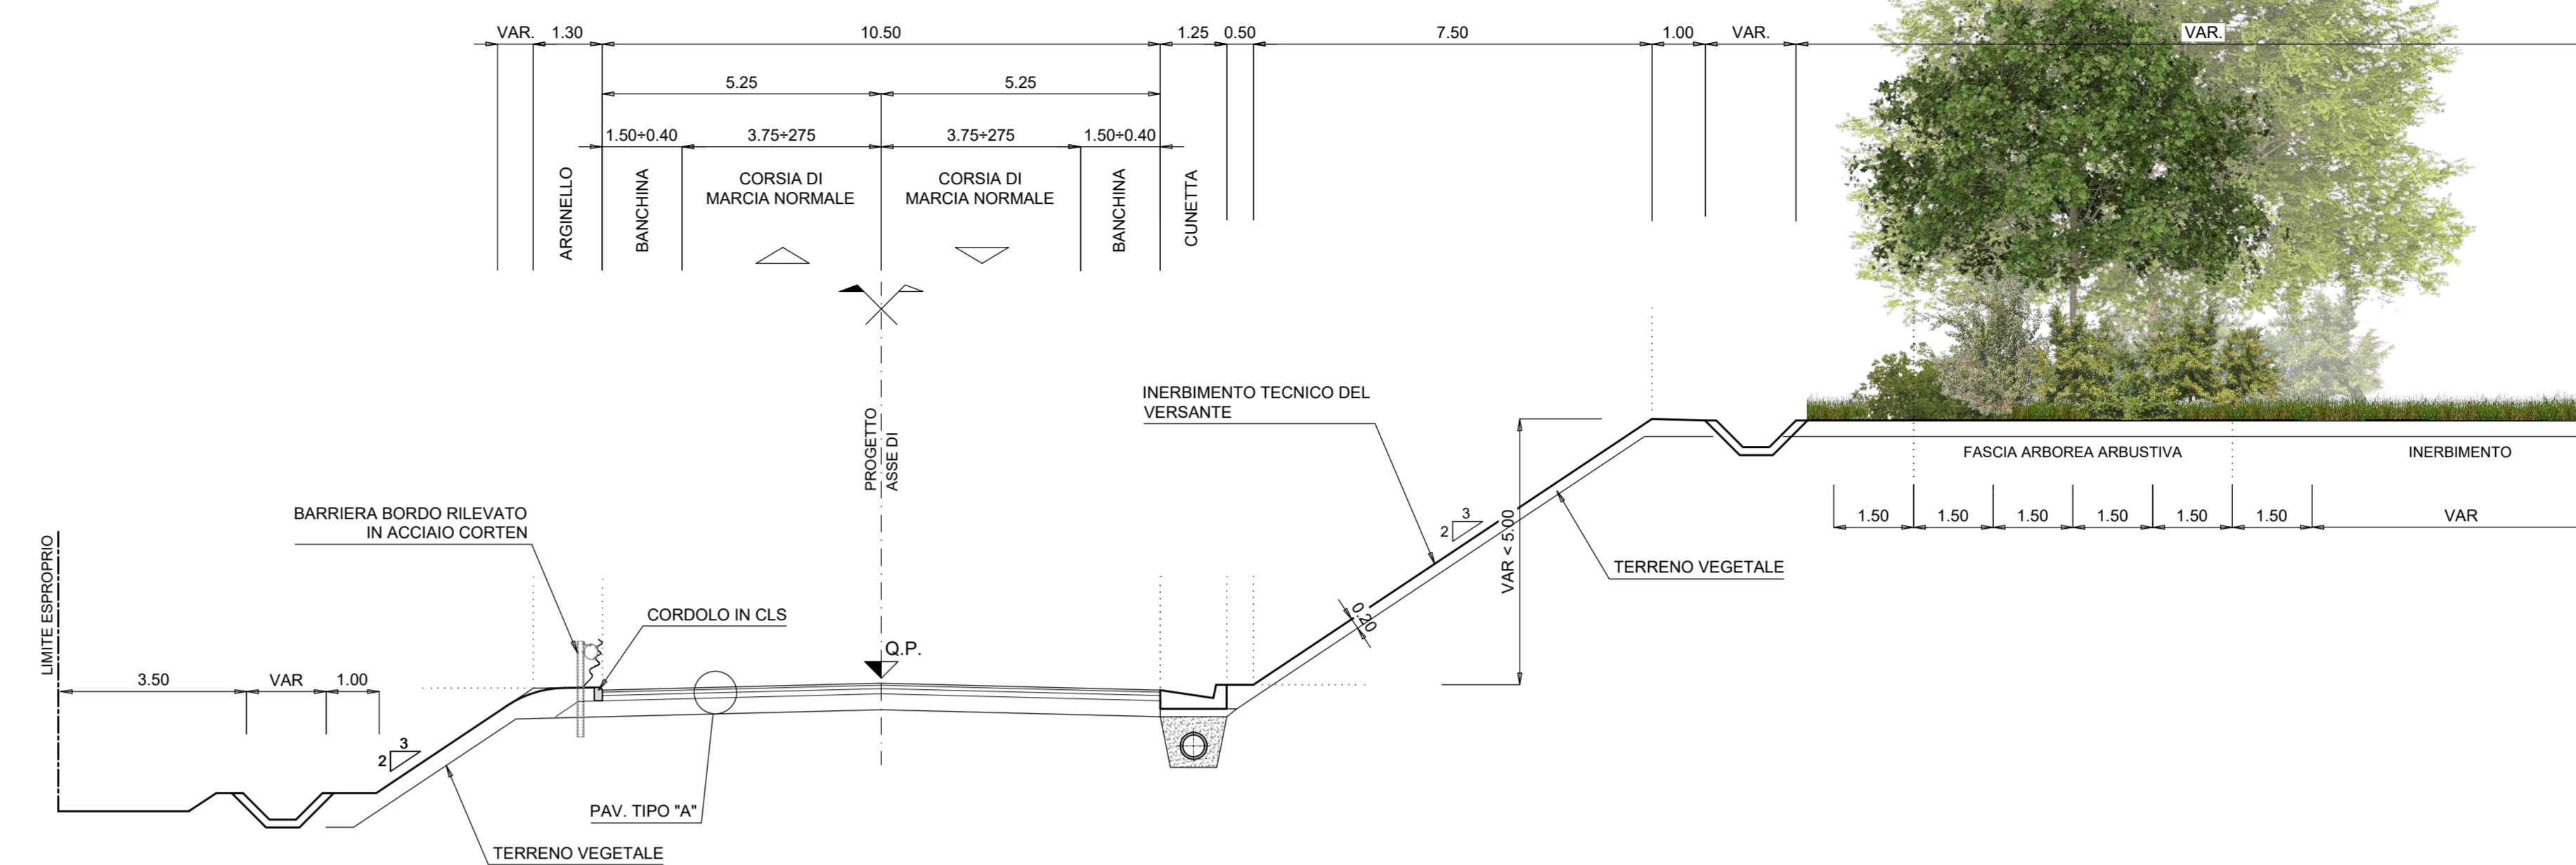 VAR. 1.30 10.50 1.25 0.50 7.50 1.00 VAR. VAR.
5.25 5.25
1.50÷0.40 3.75÷275 3.75÷275 1.50÷0.40
ARGINELLO
BANCHINA
CORSIA DI
MARCIA NORMALE
CORSIA DI
MARCIA NORMALE
BANCHINA
CUNETTA
PROGETTO
ASSE DI
INERBIMENTO TECNICO DEL
VERSANTE
FASCIA ARBOREA ARBUSTIVA
INERBIMENTO
1.50 1.50 1.50 1.50 1.50 1.50 VAR
BARRIERA BORDO RILEVATO
IN ACCIAIO CORTEN
3
2
VAR < 5.00
TERRENO VEGETALE
0.20
LIMITE ESPROPRIO
CORDOLO IN CLS
Q.P.
3.50 VAR 1.00
3
2
PAV. TIPO "A"
TERRENO VEGETALE